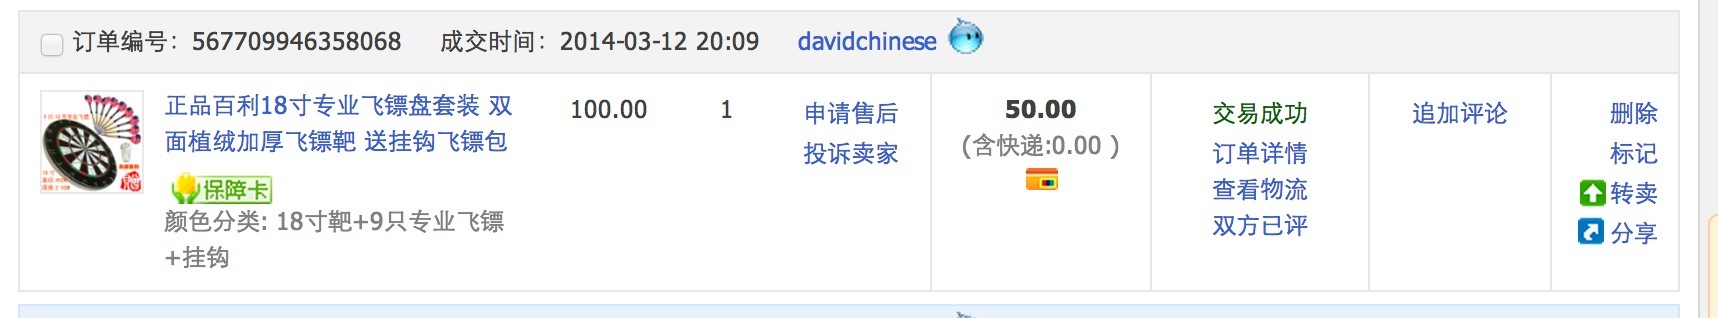 订单编号：567709946358068 成交时间：2014-03-12 20:09 davidchinese
正品百利18寸专业飞镖盘套装 双
面植绒加厚飞镖靶 送挂钩飞镖包
保障卡
颜色分类: 18寸靶+9只专业飞镖
+挂钩
100.00
1
申请售后
投诉卖家
50.00
(含快递:0.00 )
交易成功
订单详情
查看物流
双方已评
追加评论
删除
标记
转卖
分享